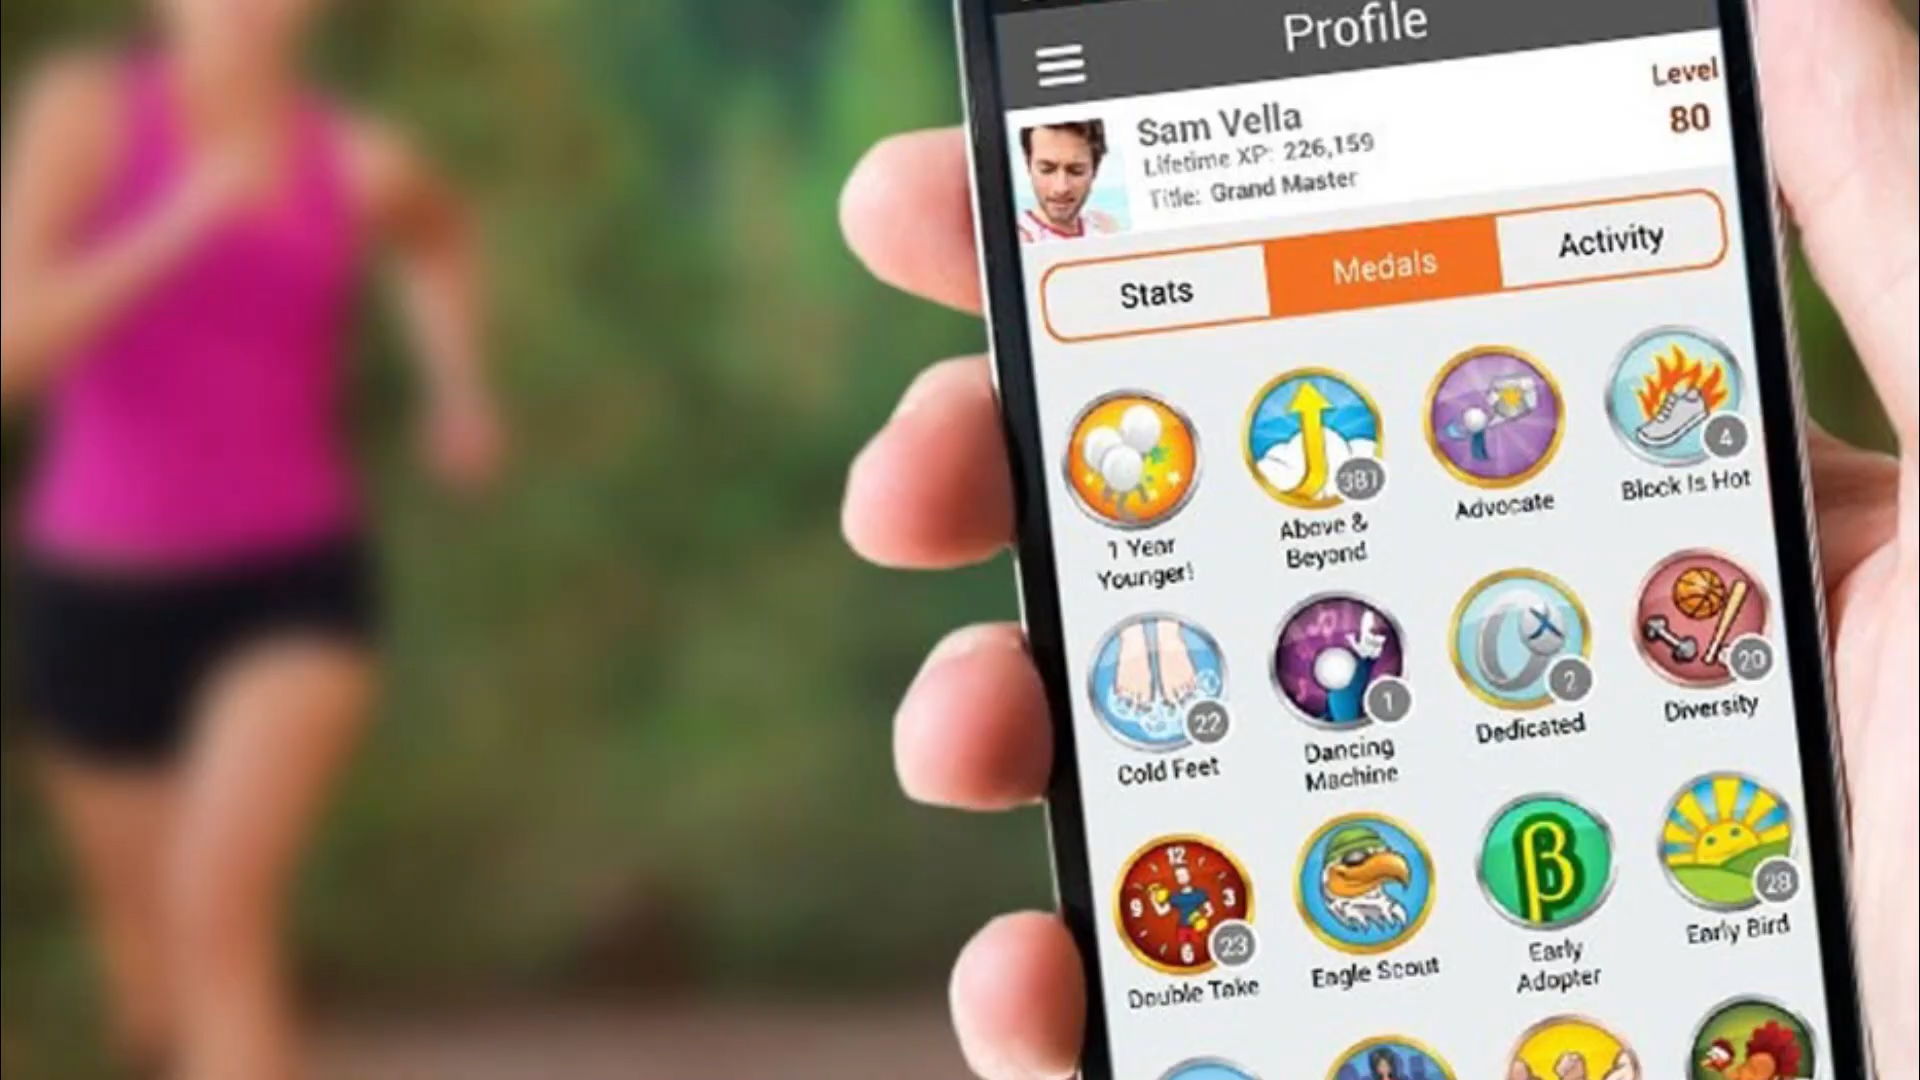 Profile
Sam Vella
Lifetime XP: 226,159
Title: Grand Master
Level
80
Stats
Medals
Activity
381
4
1 Year
Younger!
Above &
Beyond
Advocate
Block Is Hot
22
1
2
20
Cold Feet
Dancing
Machine
Dedicated
Diversity
12
9
3
6
23
β
28
Double Take
Eagle Scout
Early
Adopter
Early Bird